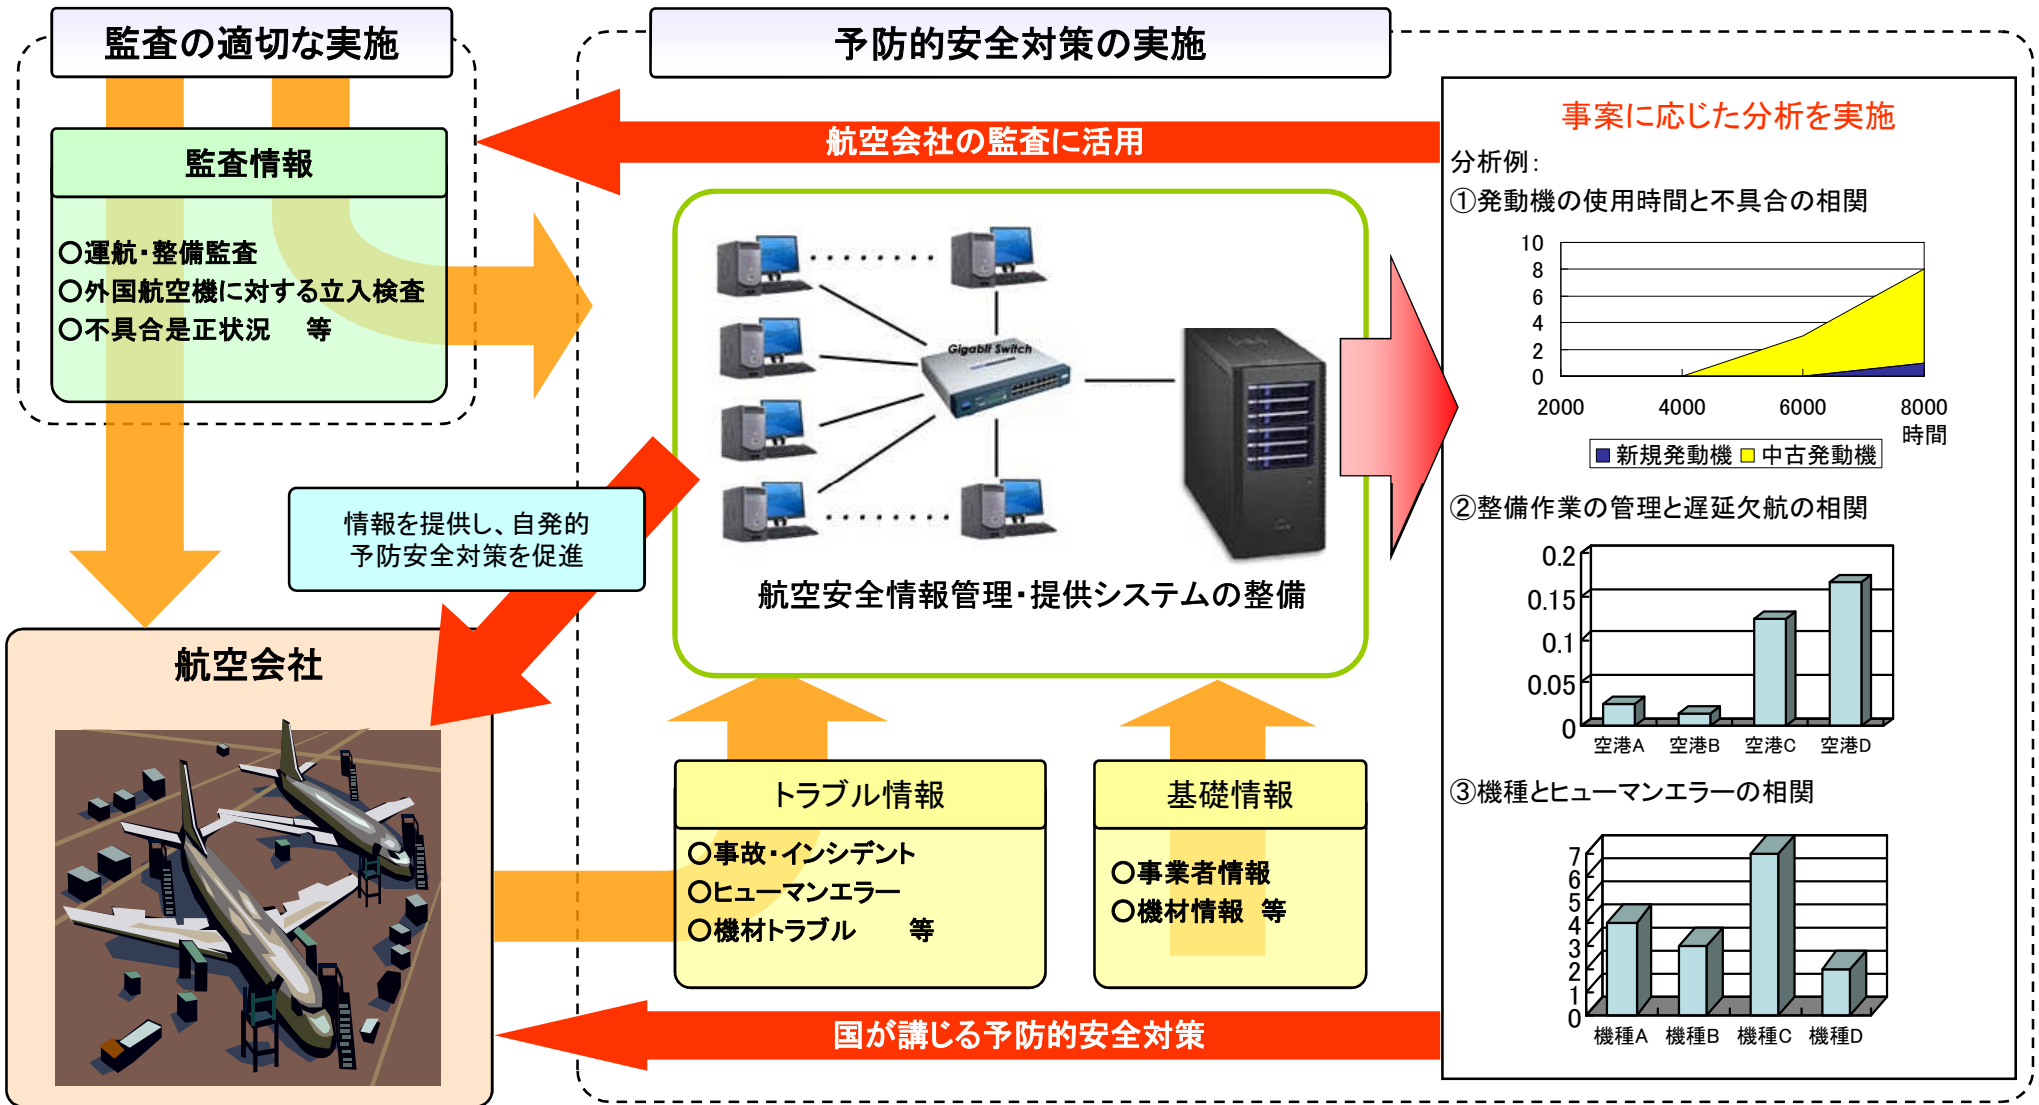 監査の適切な実施
予防的安全対策の実施
監査情報
○運航・整備監査
○外国航空機に対する立入検査
○不具合是正状況　等
航空会社の監査に活用
Gigabit Switch
航空安全情報管理・提供システムの整備
情報を提供し、自発的
予防安全対策を促進
航空会社
トラブル情報
○事故・インシデント
○ヒューマンエラー
○機材トラブル　　等
基礎情報
○事業者情報
○機材情報　等
国が講じる予防的安全対策
事案に応じた分析を実施
分析例：
①発動機の使用時間と不具合の相関
10
8
6
4
2
0
2000 4000 6000 8000
時間
新規発動機 中古発動機
②整備作業の管理と遅延欠航の相関
0.2
0.15
0.1
0.05
0
空港A 空港B 空港C 空港D
③機種とヒューマンエラーの相関
7
6
5
4
3
2
1
0
機種A 機種B 機種C 機種D